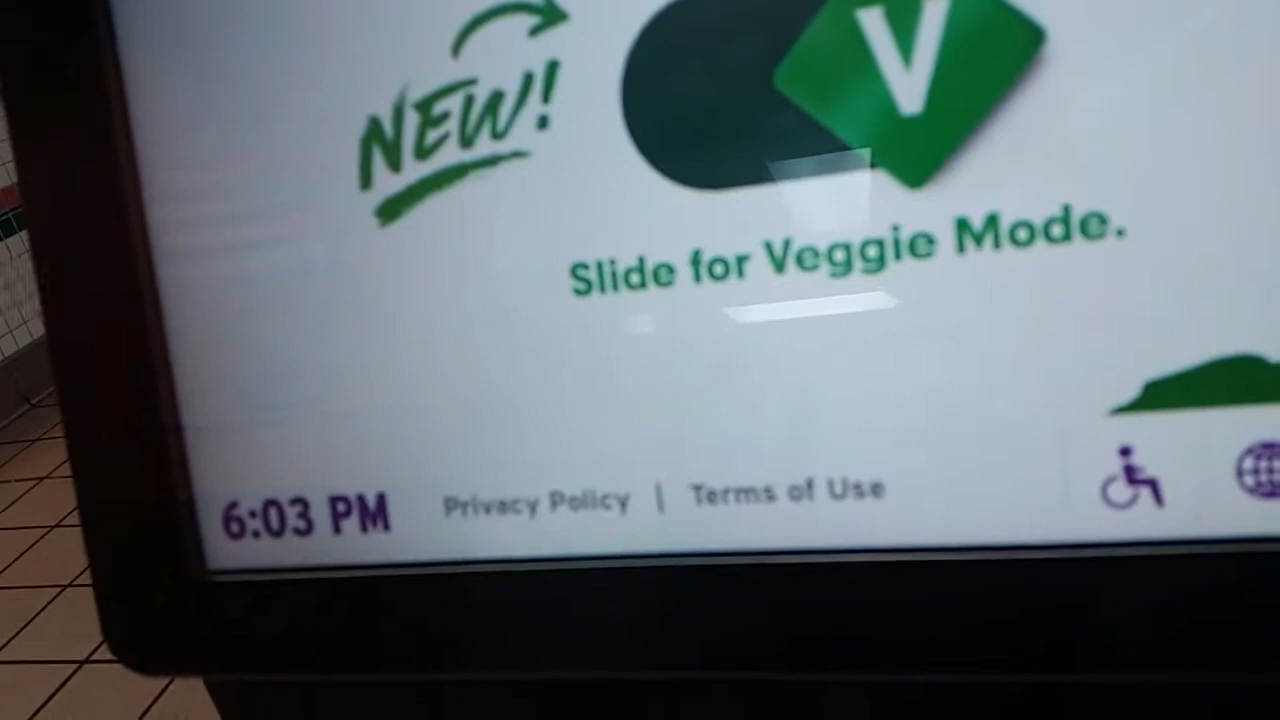 V
NEW!
Slide for Veggie Mode.
6:03 PM
Privacy Policy | Terms of Use